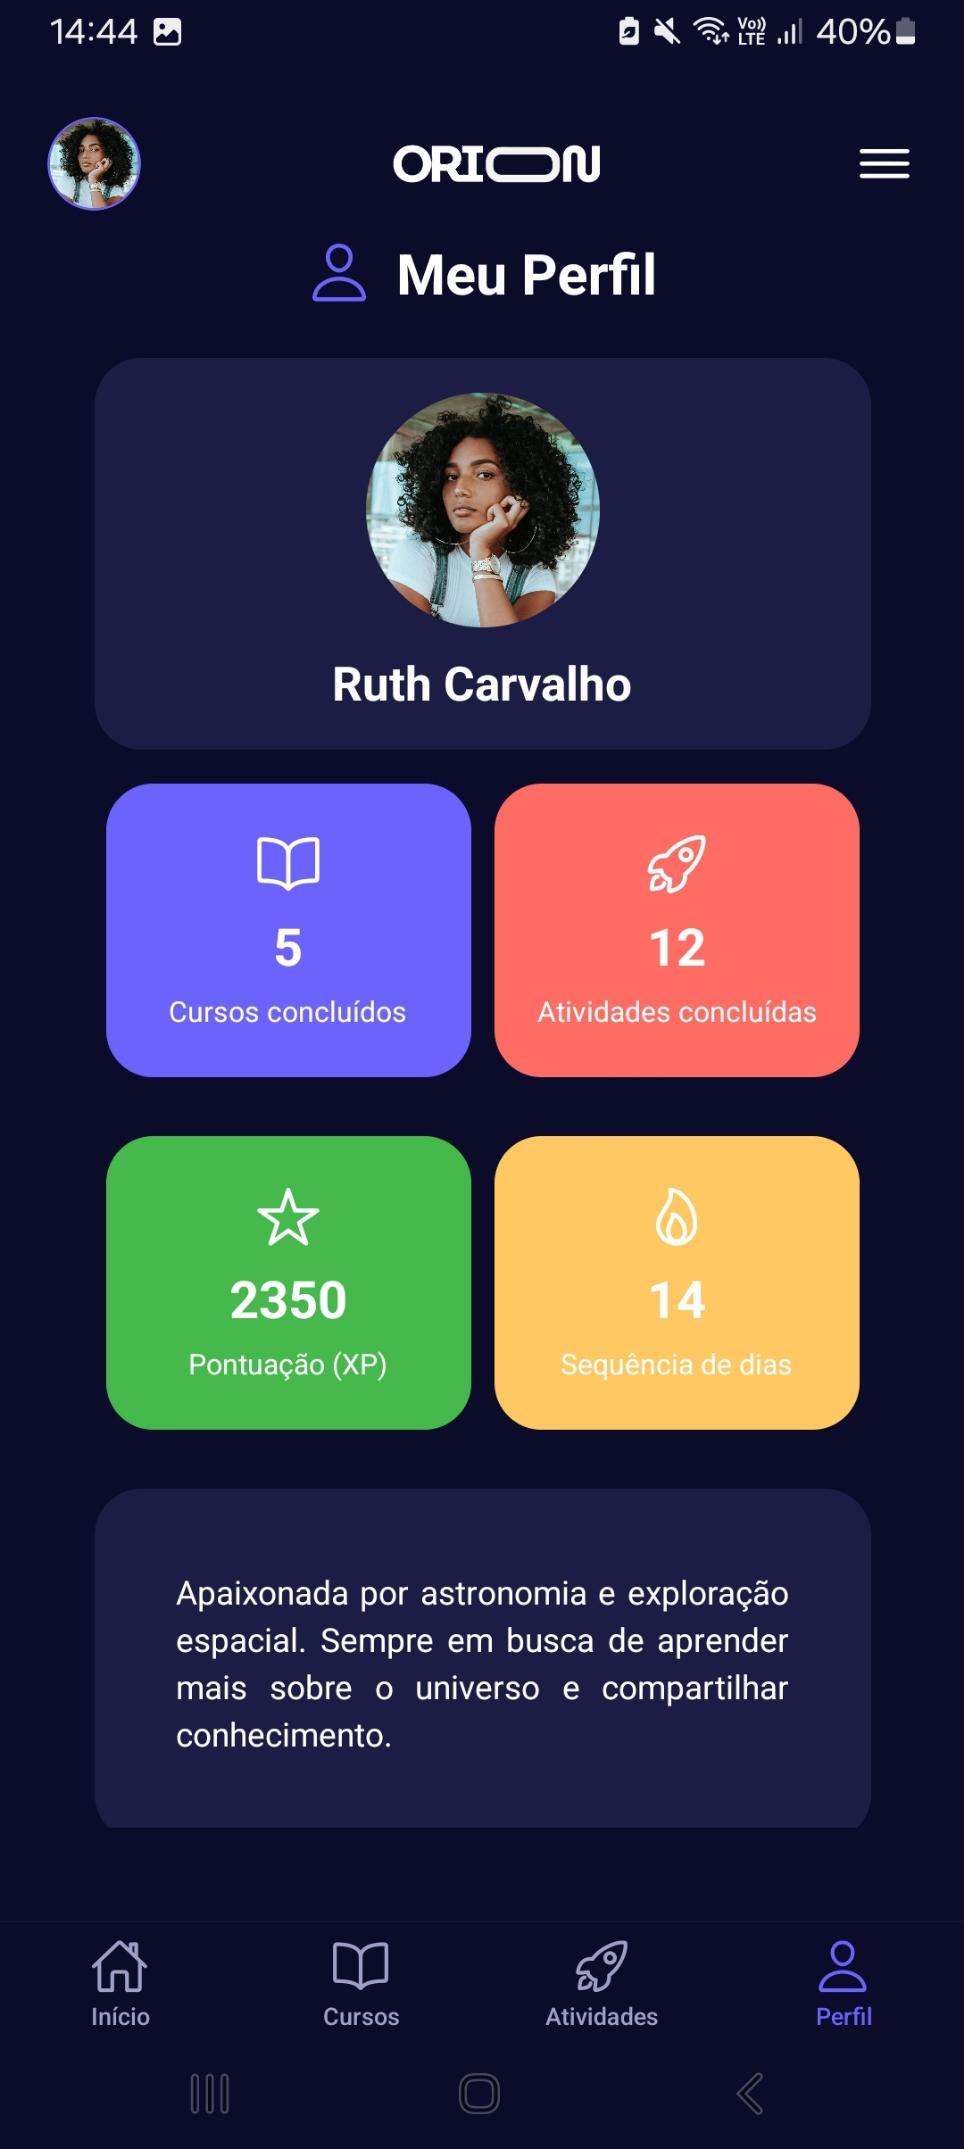 14:44
Vo)) LTE
40%
ORION
Meu Perfil
Ruth Carvalho
5
Cursos concluídos
12
Atividades concluídas
2350
Pontuação (XP)
14
Sequência de dias
Apaixonada por astronomia e exploração
espacial. Sempre em busca de aprender
mais sobre o universo e compartilhar
conhecimento.
Início
Cursos
Atividades
Perfil